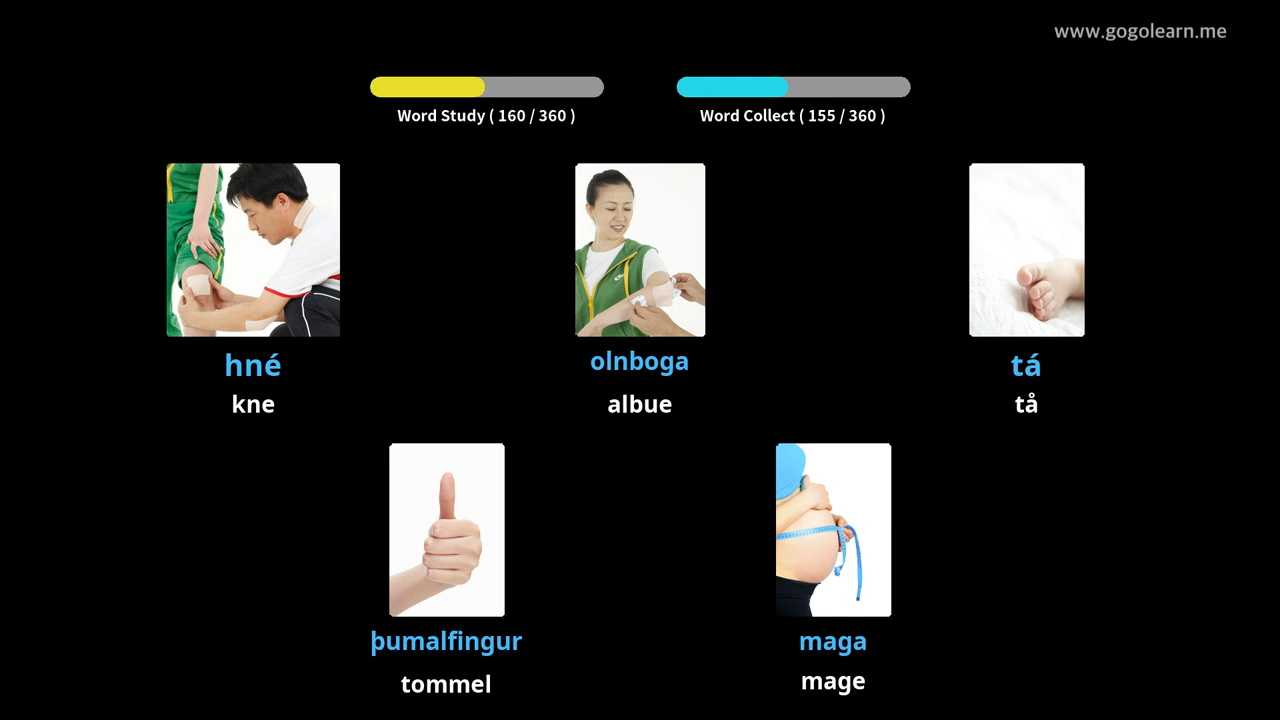 www.gogolearn.me
Word Study ( 160 / 360 )
Word Collect ( 155 / 360 )
hné
olnboga
tá
kne
albue
tå
þumalfingur
maga
tommel
mage